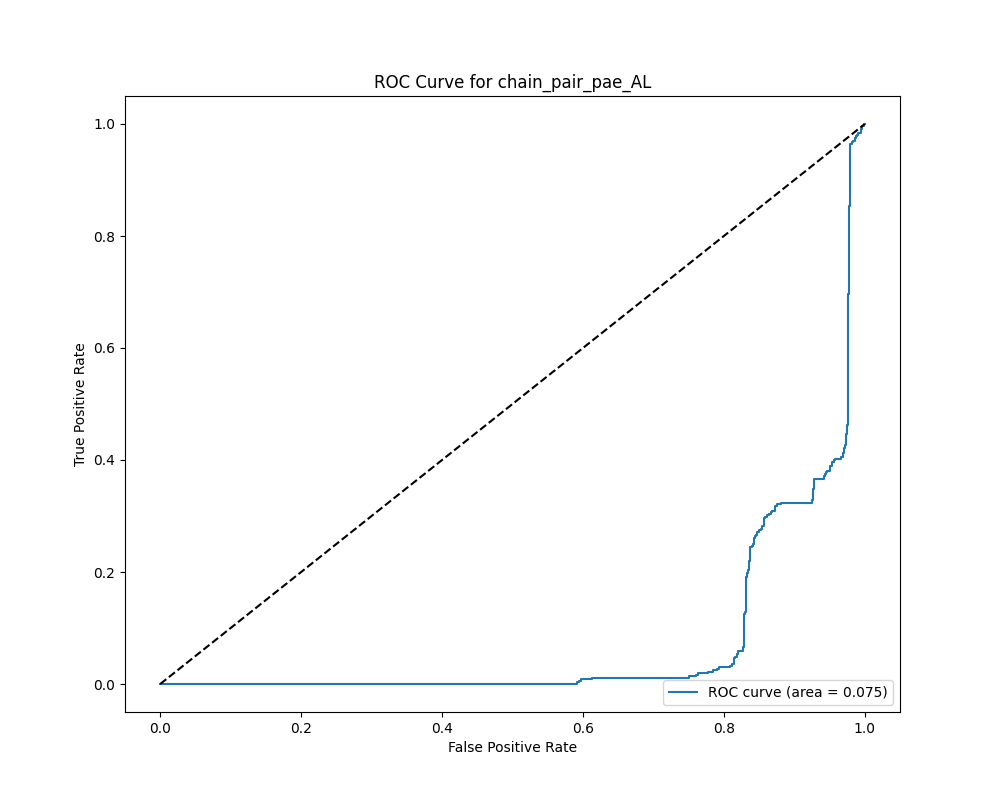 ROC Curve for chain_pair_pae_AL
True Positive Rate
1.0
0.8
0.6
0.4
0.2
0.0
ROC curve (area = 0.075)
0.0 0.2 0.4 0.6 0.8 1.0
False Positive Rate